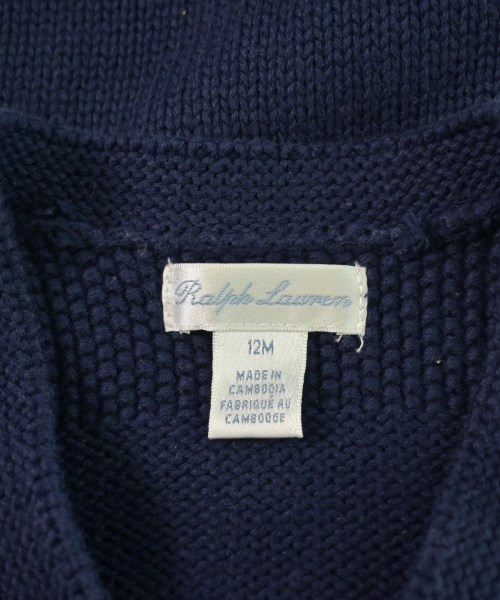 Ralph Lauren
12M
MADE IN
CAMBODIA
FABRIQUÉ AU
CAMBODGE